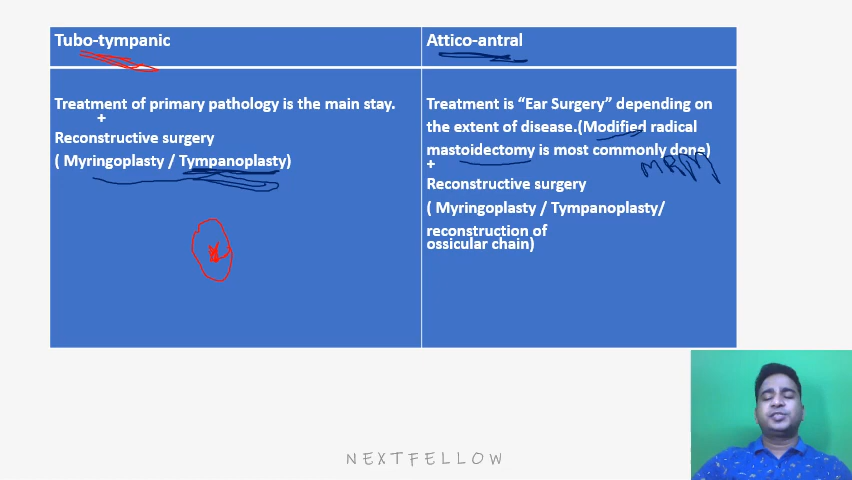 Tubo-tympanic
Treatment of primary pathology is the main stay.
+
Reconstructive surgery
( Myringoplasty / Tympanoplasty)
Attico-antral
Treatment is “Ear Surgery” depending on
the extent of disease.(Modified radical
mastoidectomy is most commonly done)
+
MRM
Reconstructive surgery
( Myringoplasty / Tympanoplasty/
reconstruction of
ossicular chain)
NEXTFELLOW